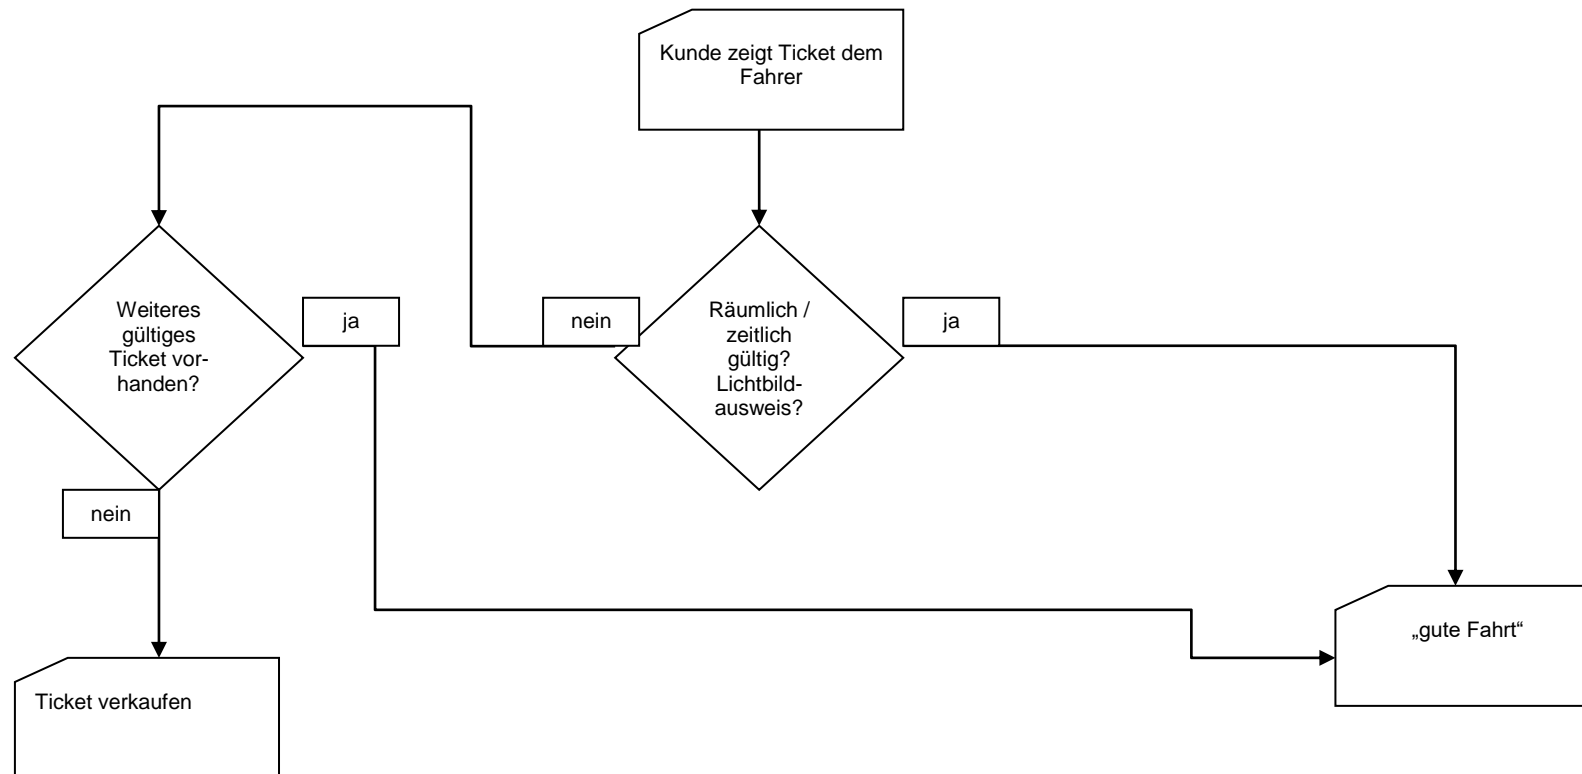 Kunde zeigt Ticket dem
Fahrer
Weiteres
gültiges
Ticket vor-
handen?
ja
nein
Räumlich /
zeitlich
gültig?
Lichtbild-
ausweis?
ja
nein
„gute Fahrt“
Ticket verkaufen